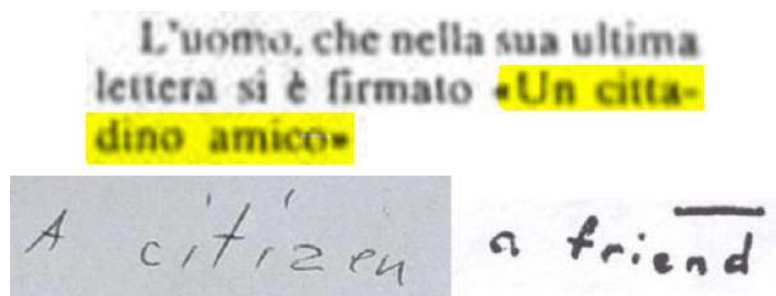 L'uomo, che nella sua ultima
lettera si è firmato «Un citta-
dino amico»
A citizen a friend